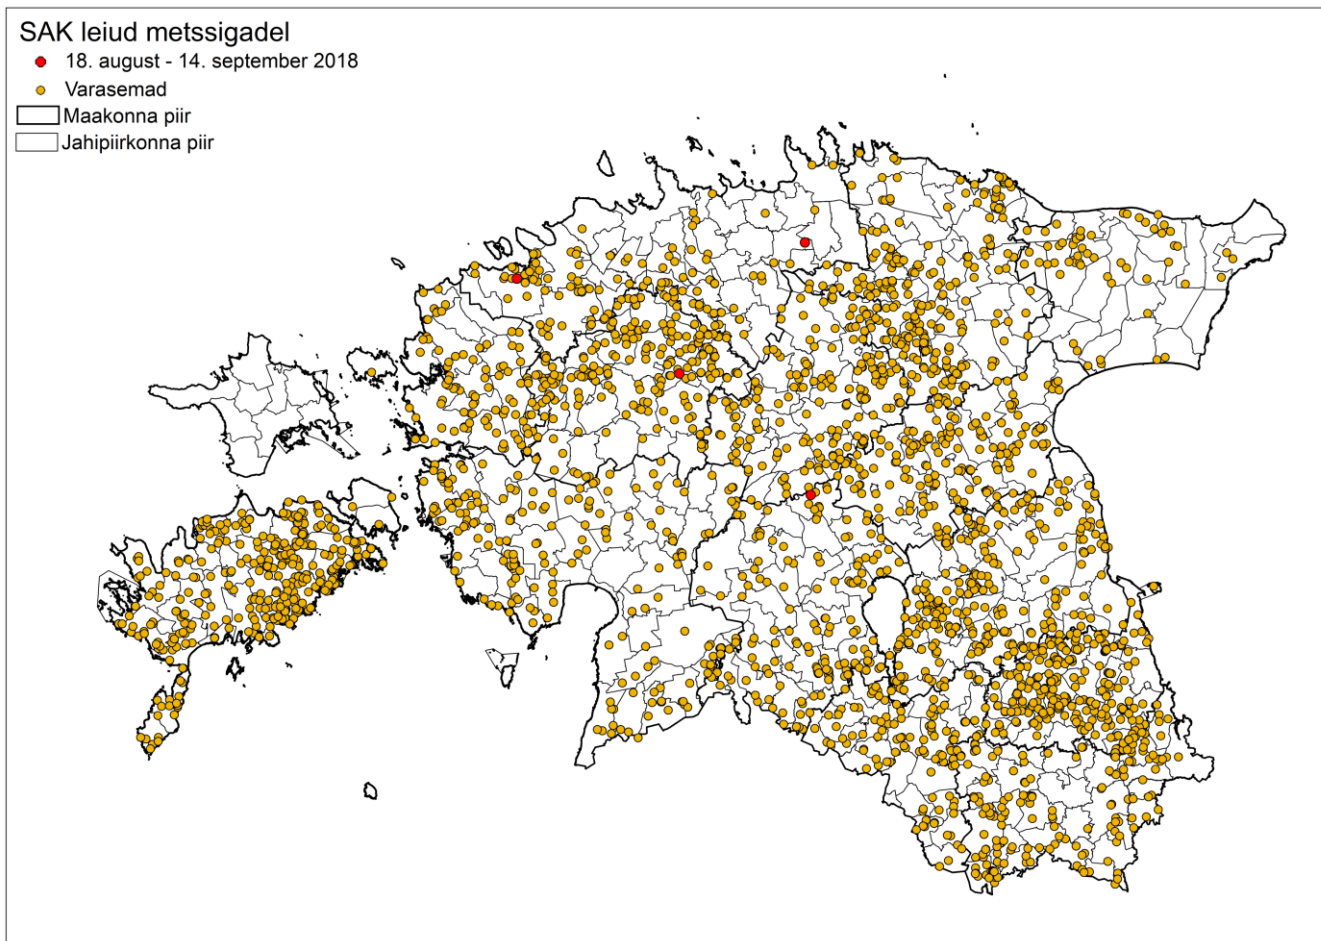 SAK leiud metssigadel
18. august - 14. september 2018
Varasemad
Maakonna piir
Jahipiirkonna piir